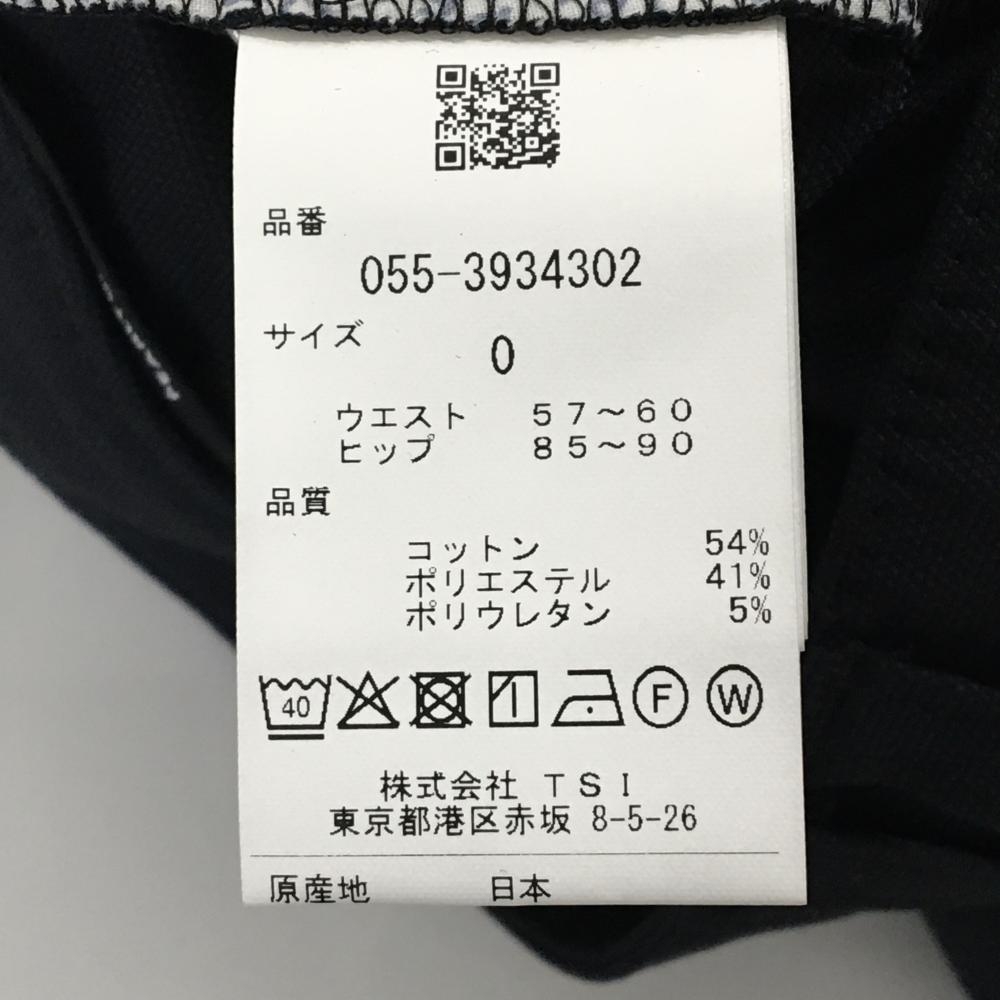 品番
055-3934302
サイズ
0
ウエスト 57~60
ヒップ 85~90
品質
コットン 54%
ポリエステル 41%
ポリウレタン 5%
40 F W
株式会社 TSI
東京都港区赤坂 8-5-26
原産地 日本